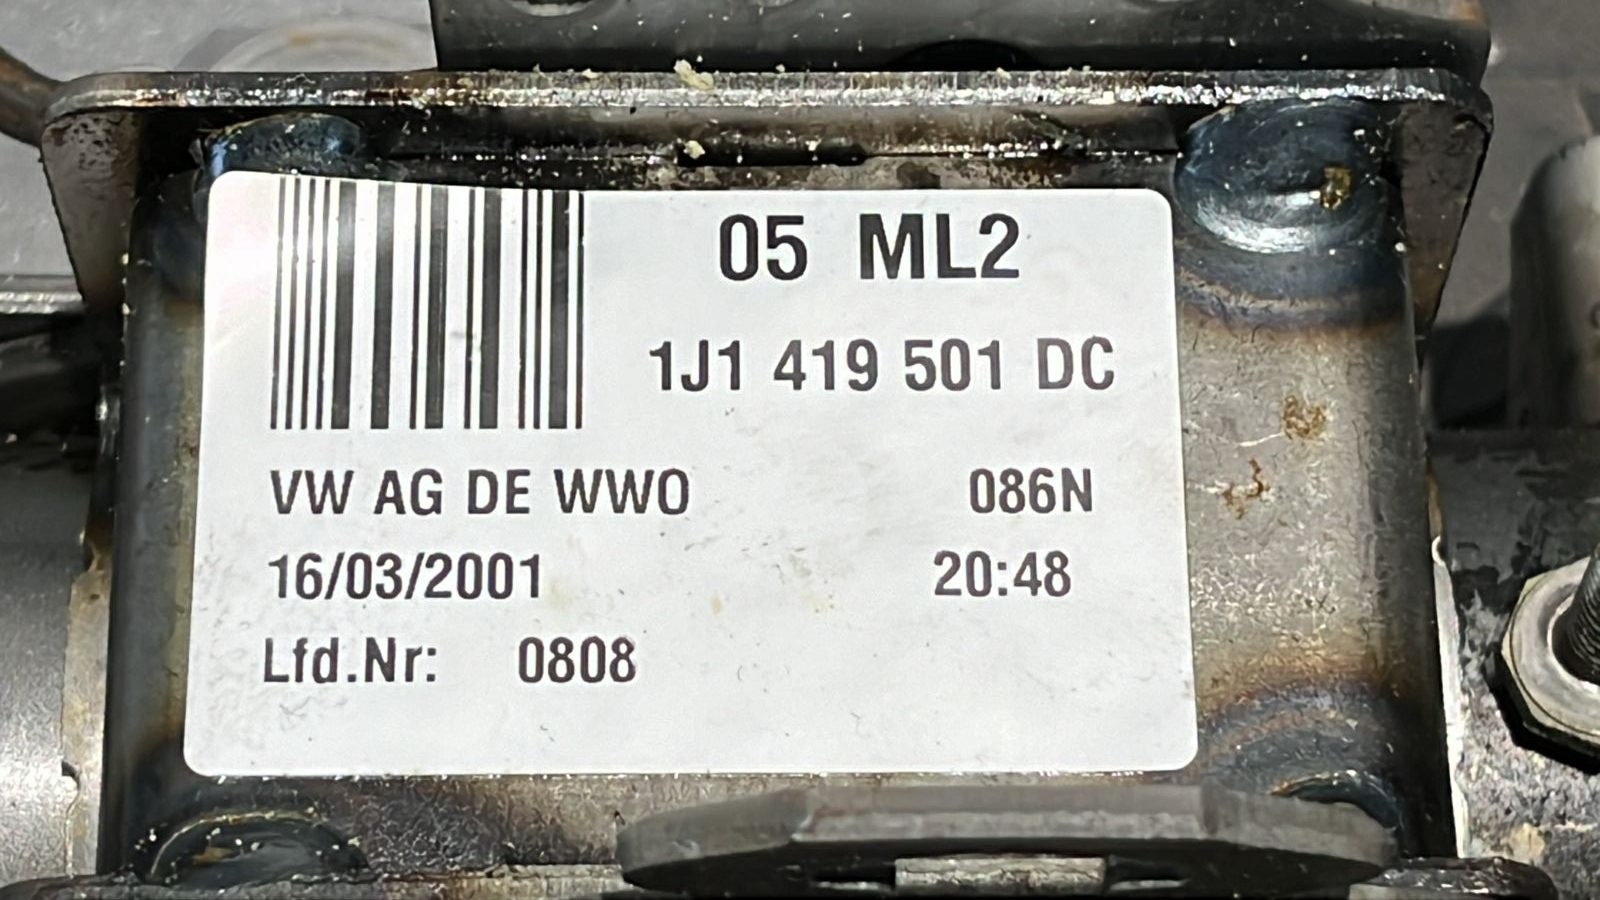 05 ML2
1J1 419 501 DC
VW AG DE WWO 086N
16/03/2001 20:48
Lfd.Nr: 0808